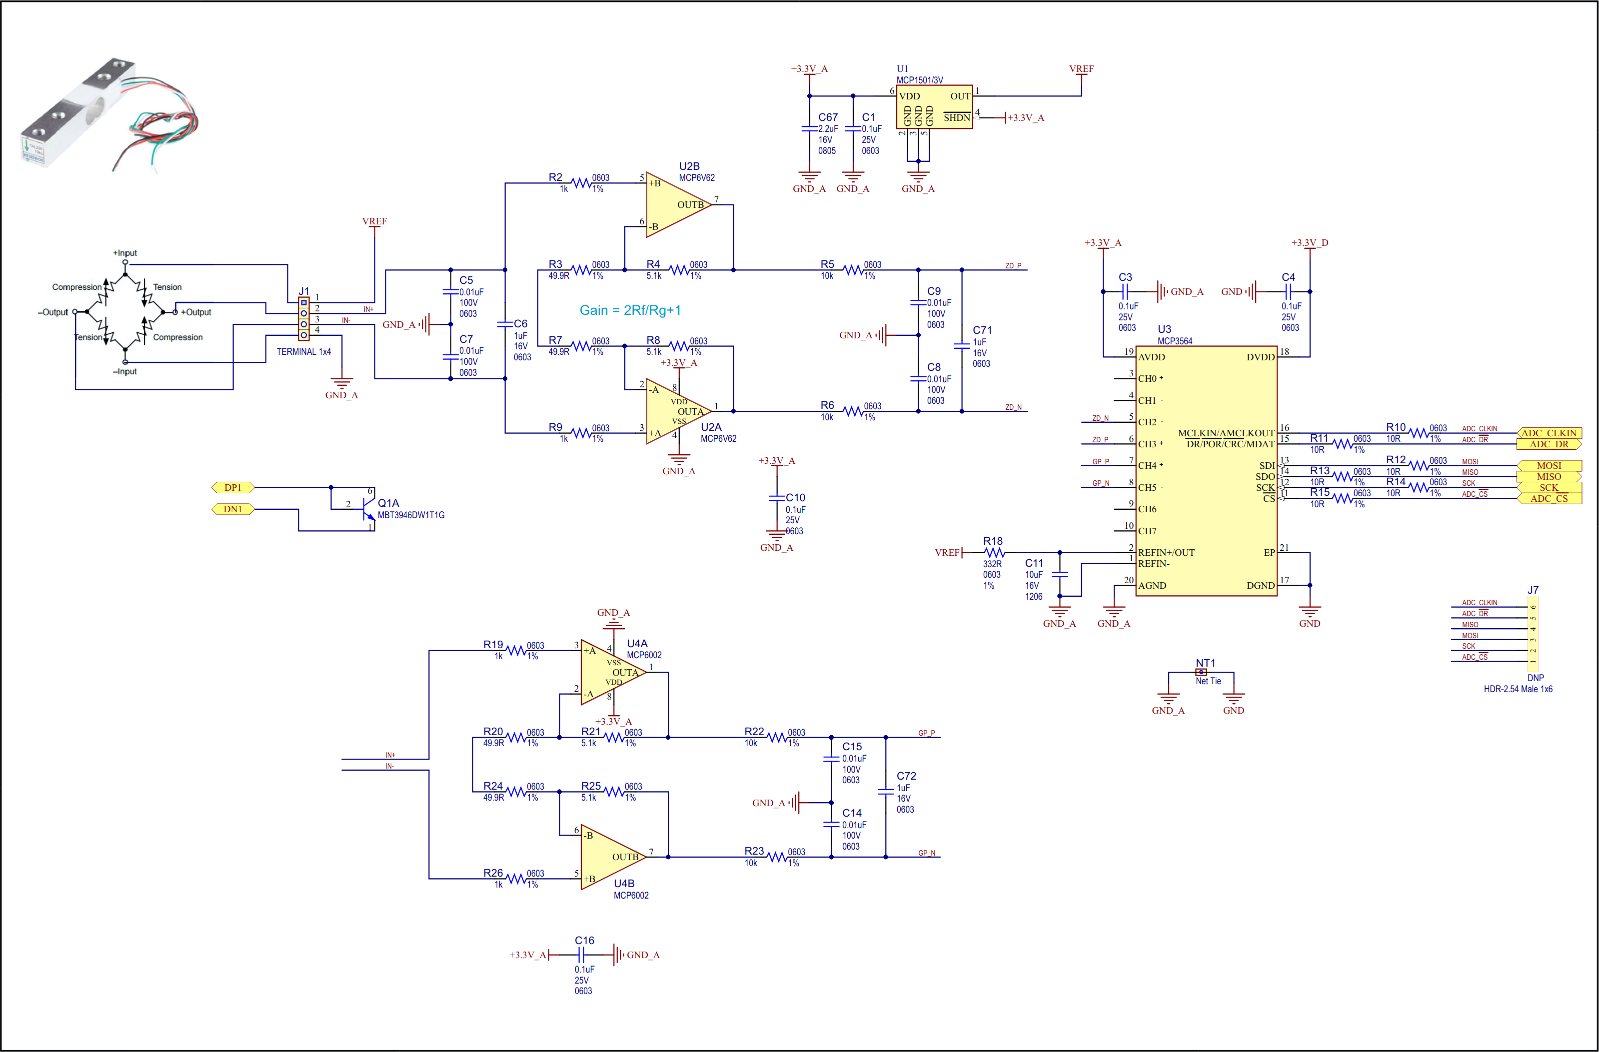 +3.3V_A
U1
MCP1501/3V
VREF
6
VDD
OUT
1
GND
GND
GND
SHDN
4
+3.3V_A
2
3
5
C67
2.2uF
16V
0805
C1
0.1uF
25V
0603
GND_A
GND_A
GND_A
U2B
MCP6V62
R2
1k
0603
1%
5
+B
OUTB
7
6
-B
VREF
+Input
Compression
Tension
–Output
+Output
Tension
Compression
–Input
J1
1
2
3
4
IN+
IN-
TERMINAL 1x4
GND_A
C5
0.01uF
100V
0603
GND_A
C7
0.01uF
100V
0603
C6
1uF
16V
0603
R3
49.9R
0603
1%
R4
5.1k
0603
1%
Gain = 2Rf/Rg+1
R7
49.9R
0603
1%
R8
5.1k
0603
1%
+3.3V_A
2
-A
8
VDD
OUTA
1
VSS
3
+A
4
U2A
MCP6V62
GND_A
R9
1k
0603
1%
R5
10k
0603
1%
ZD_P
C9
0.01uF
100V
0603
GND_A
C71
1uF
16V
0603
C8
0.01uF
100V
0603
R6
10k
0603
1%
ZD_N
+3.3V_A
C10
0.1uF
25V
0603
GND_A
DP1
DN1
6
2
1
Q1A
MBT3946DW1T1G
+3.3V_A
+3.3V_D
C3
0.1uF
25V
0603
GND_A
GND
C4
0.1uF
25V
0603
U3
MCP3564
19
AVDD
DVDD
18
3
CH0 +
4
CH1 -
ZD_N
5
CH2 -
ZD_P
6
CH3 +
GP_P
7
CH4 +
GP_N
8
CH5 -
9
CH6
10
CH7
2
REFIN+/OUT
1
REFIN-
20
AGND
MCLKIN/AMCLKOUT
16
DR/POR/CRC/MDAT
15
SDI
13
SDO
14
SCK
12
CS
11
EP
21
DGND
17
R10
10R
0603
1%
ADC_CLKIN
ADC_CLKIN
R11
10R
0603
1%
ADC_DR
ADC_DR
R12
10R
0603
1%
MOSI
MOSI
R13
10R
0603
1%
MISO
MISO
R14
10R
0603
1%
SCK
SCK
R15
10R
0603
1%
ADC_CS
ADC_CS
VREF
R18
332R
0603
1%
C11
10uF
16V
1206
GND_A
GND_A
GND
J7
ADC_CLKIN
6
ADC_DR
5
MISO
4
MOSI
3
SCK
2
ADC_CS
1
DNP
HDR-2.54 Male 1x6
NT1
Net Tie
GND_A
GND
GND_A
R19
1k
0603
1%
3
+A
4
VSS
OUTA
1
VDD
2
-A
8
U4A
MCP6002
+3.3V_A
R20
49.9R
0603
1%
R21
5.1k
0603
1%
R22
10k
0603
1%
GP_P
IN+
IN-
C15
0.01uF
100V
0603
C72
1uF
16V
0603
GND_A
C14
0.01uF
100V
0603
R24
49.9R
0603
1%
R25
5.1k
0603
1%
6
-B
OUTB
7
5
+B
R23
10k
0603
1%
GP_N
R26
1k
0603
1%
U4B
MCP6002
C16
+3.3V_A
GND_A
0.1uF
25V
0603